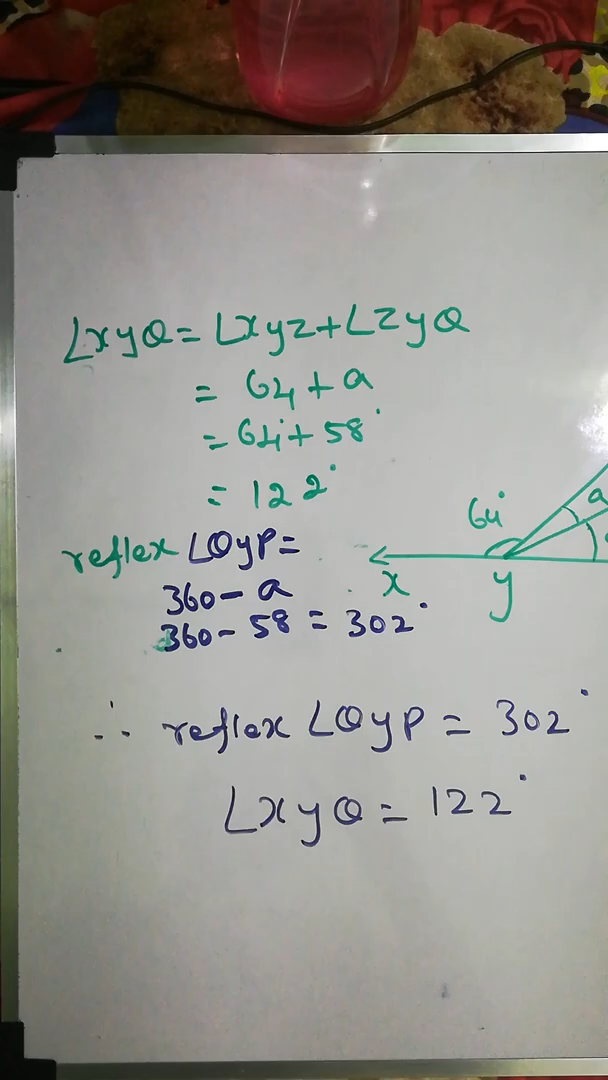 ∠xyQ = ∠xyz + ∠zyQ
= 64 + a
= 64° + 58°
= 122°
reflex ∠Qyp =
360 - a
360 - 58 = 302°
∴ reflex ∠Qyp = 302°
∠xyQ = 122°
64°
a
x
y